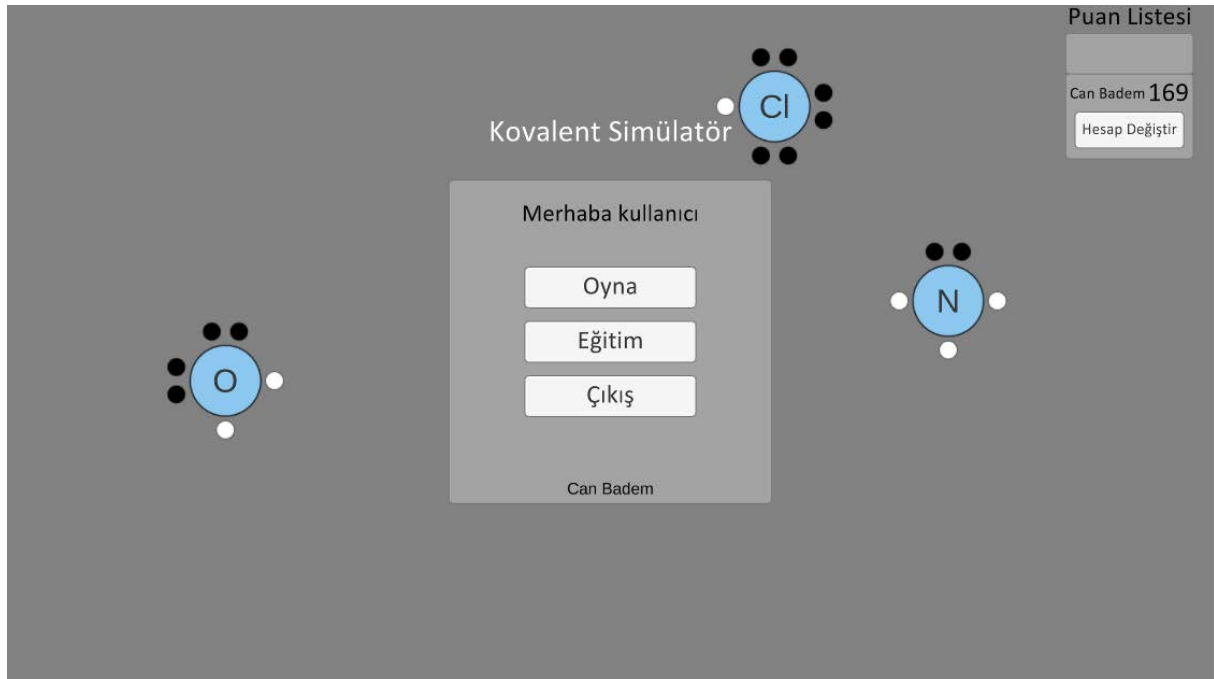 Puan Listesi
Can Badem 169
Hesap Değiştir
Cl
Kovalent Simülatör
Merhaba kullanıcı
Oyna
Eğitim
Çıkış
Can Badem
N
O